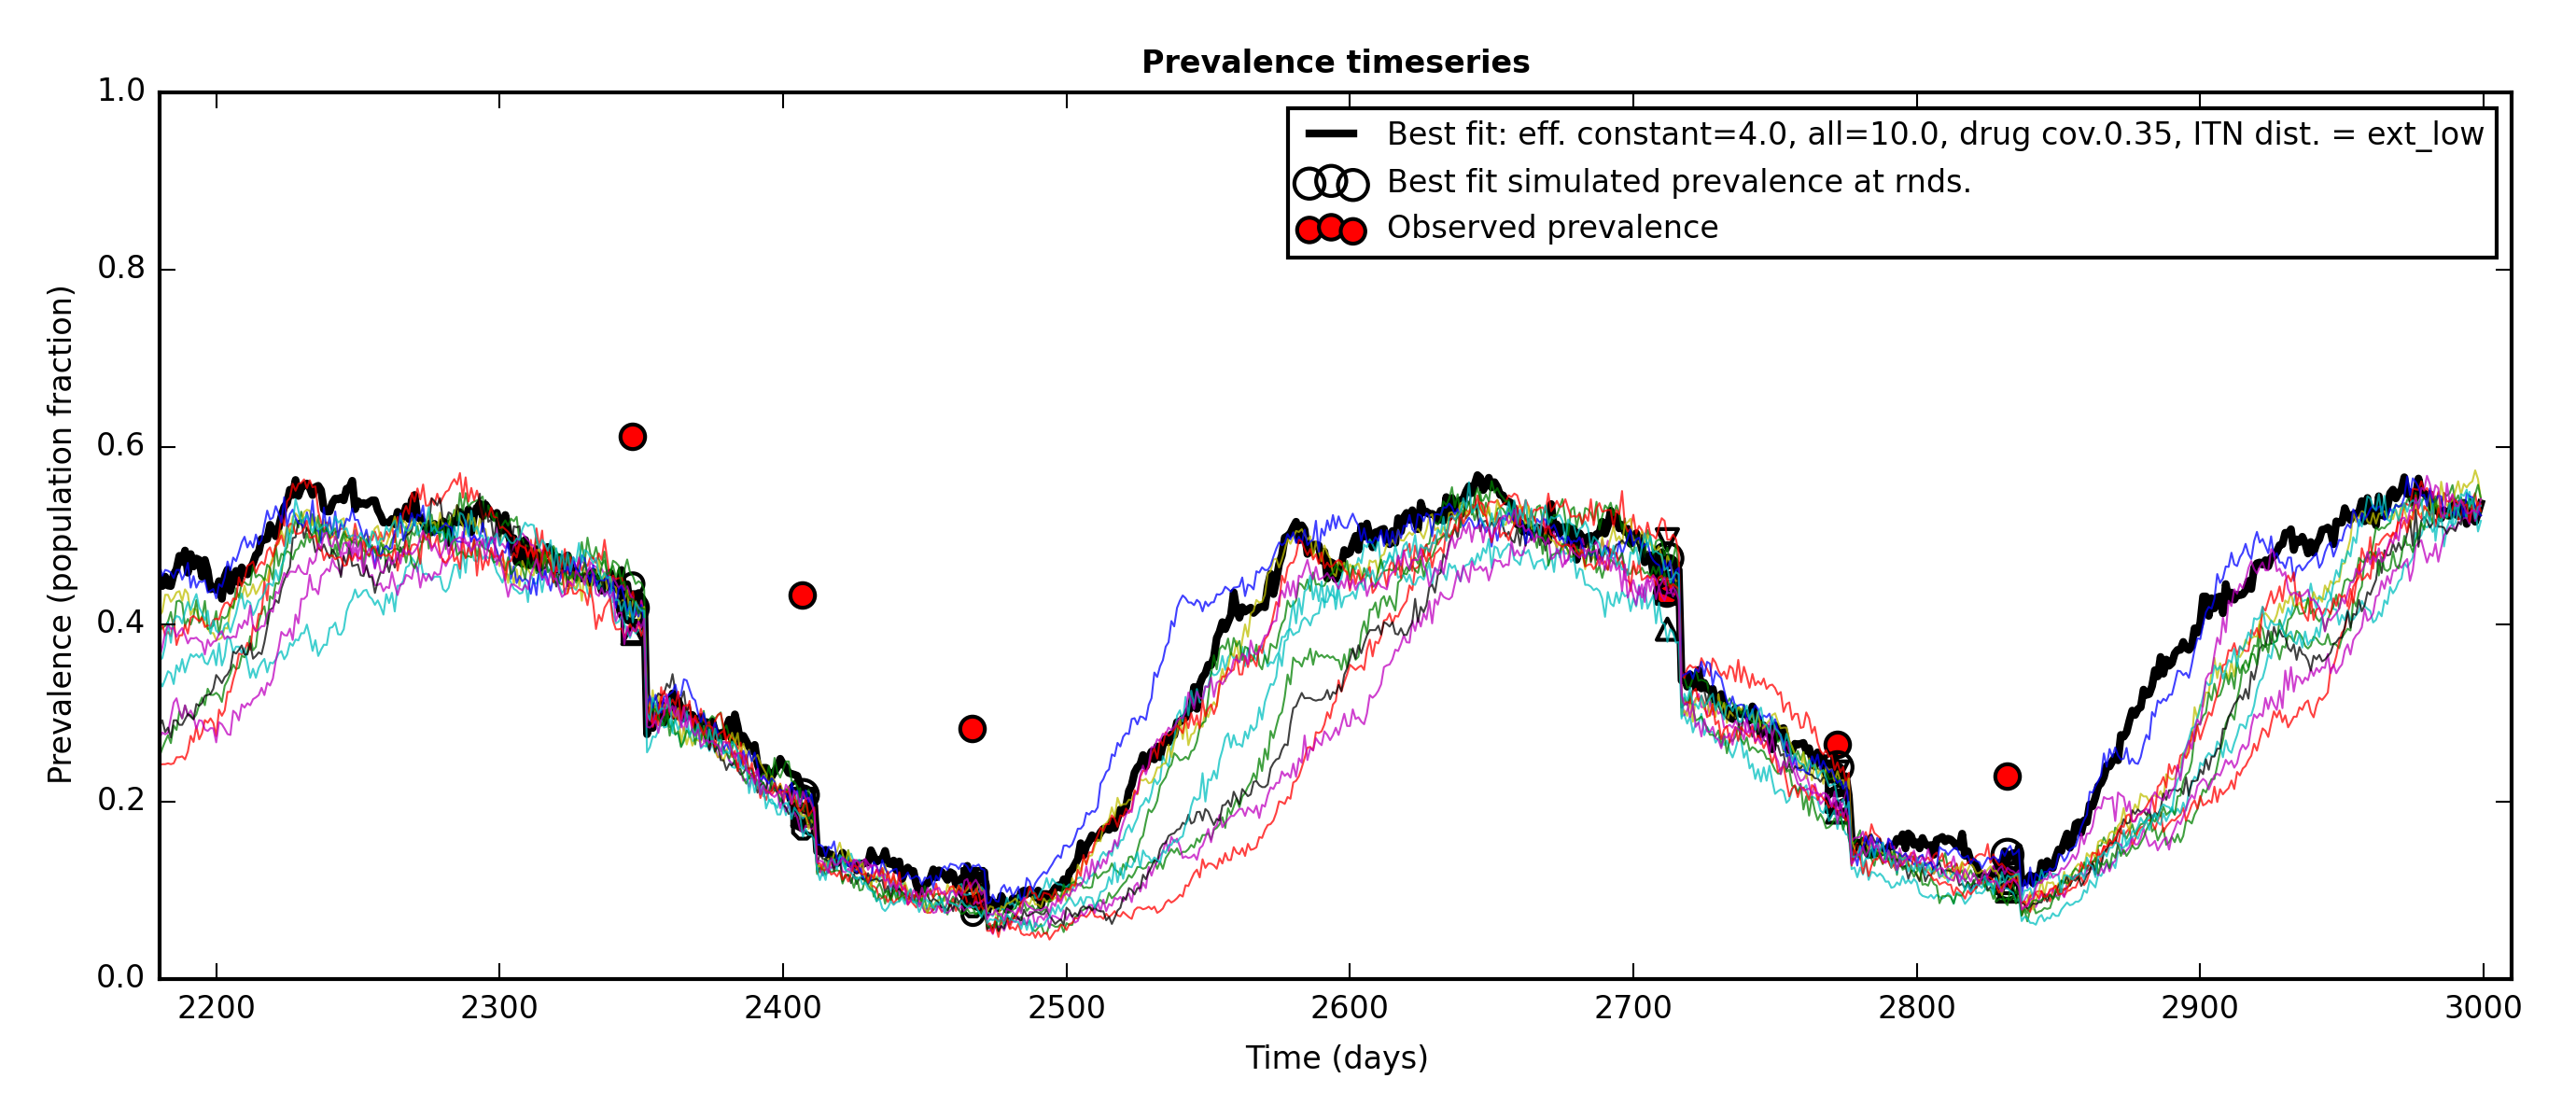 Prevalence timeseries
Best fit: eff. constant=4.0, all=10.0, drug cov.0.35, ITN dist. = ext_low
Best fit simulated prevalence at rnds.
Observed prevalence
Prevalence (population fraction)
1.0
0.8
0.6
0.4
0.2
0.0
2200 2300 2400 2500 2600 2700 2800 2900 3000
Time (days)